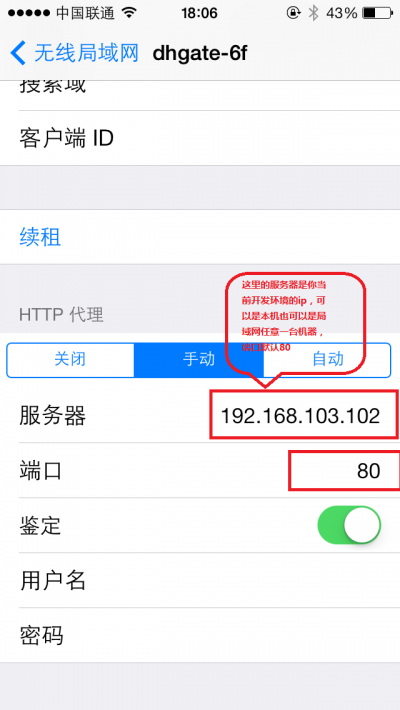 中国联通 18:06 43%
无线局域网 dhgate-6f
搜索域
客户端 ID
续租
这里的服务器是你当
前开发环境的ip，可
以是本机也可以是局
域网任意一台机器，
端口默认80
HTTP 代理
关闭 手动 自动
服务器 192.168.103.102
端口 80
鉴定
用户名
密码